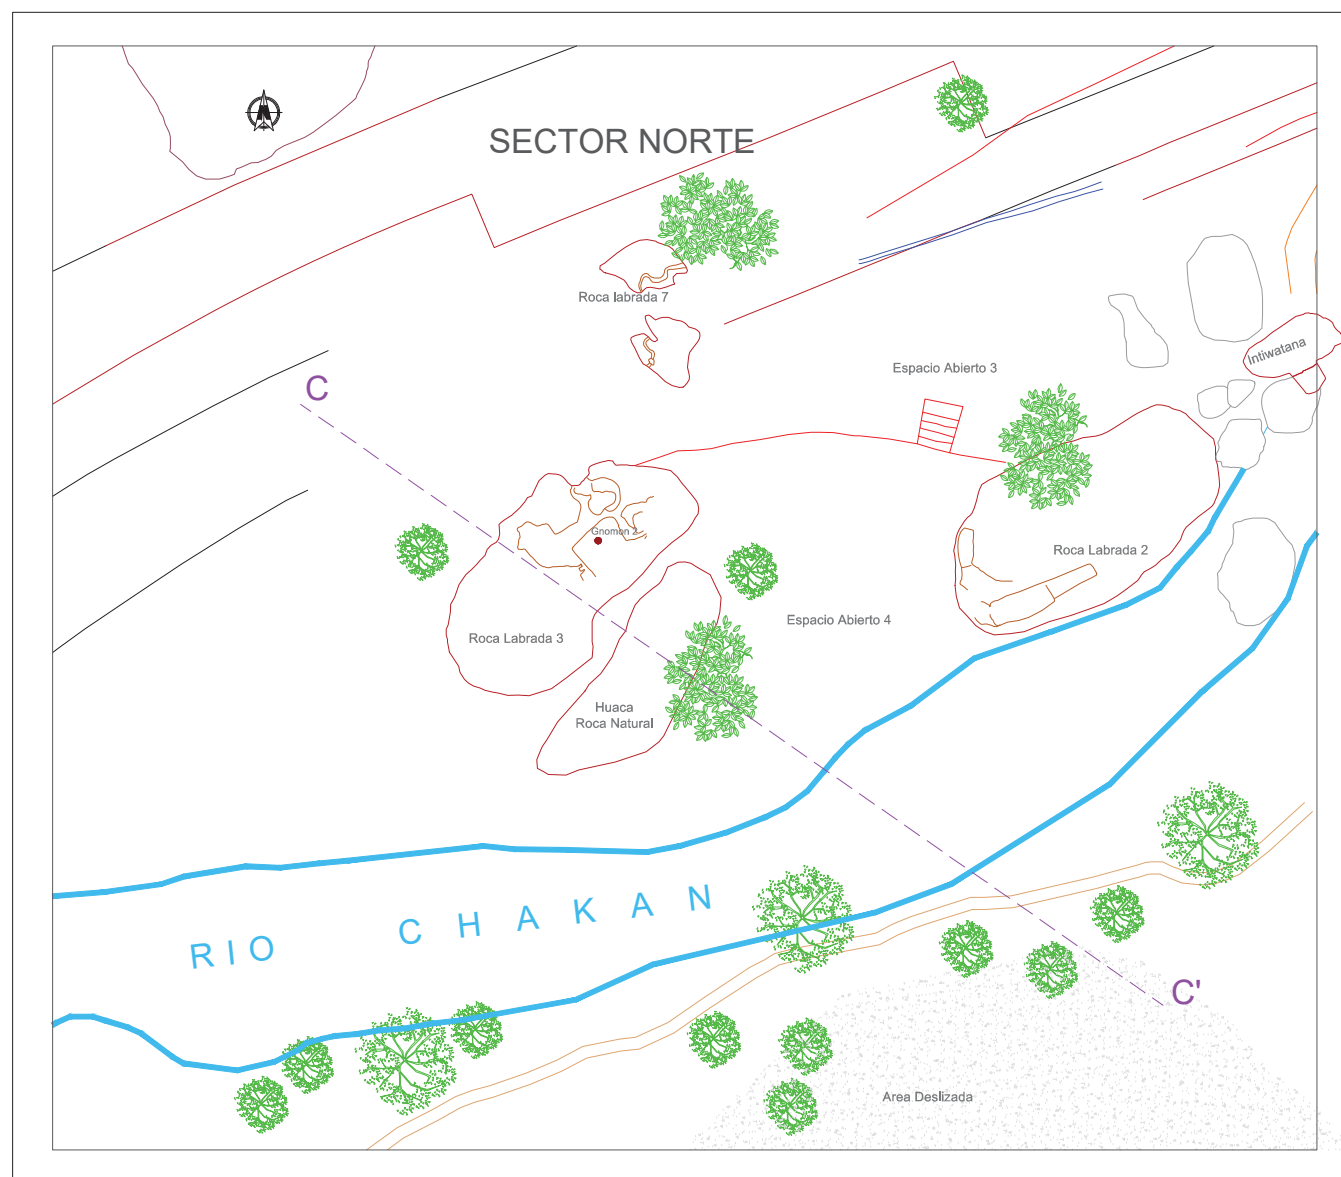 N
SECTOR NORTE
Roca labrada 7
Intiwatana
Espacio Abierto 3
C
Gnomon 2
Roca Labrada 2
Espacio Abierto 4
Roca Labrada 3
Huaca
Roca Natural
RIO CHAKAN
C'
Area Deslizada